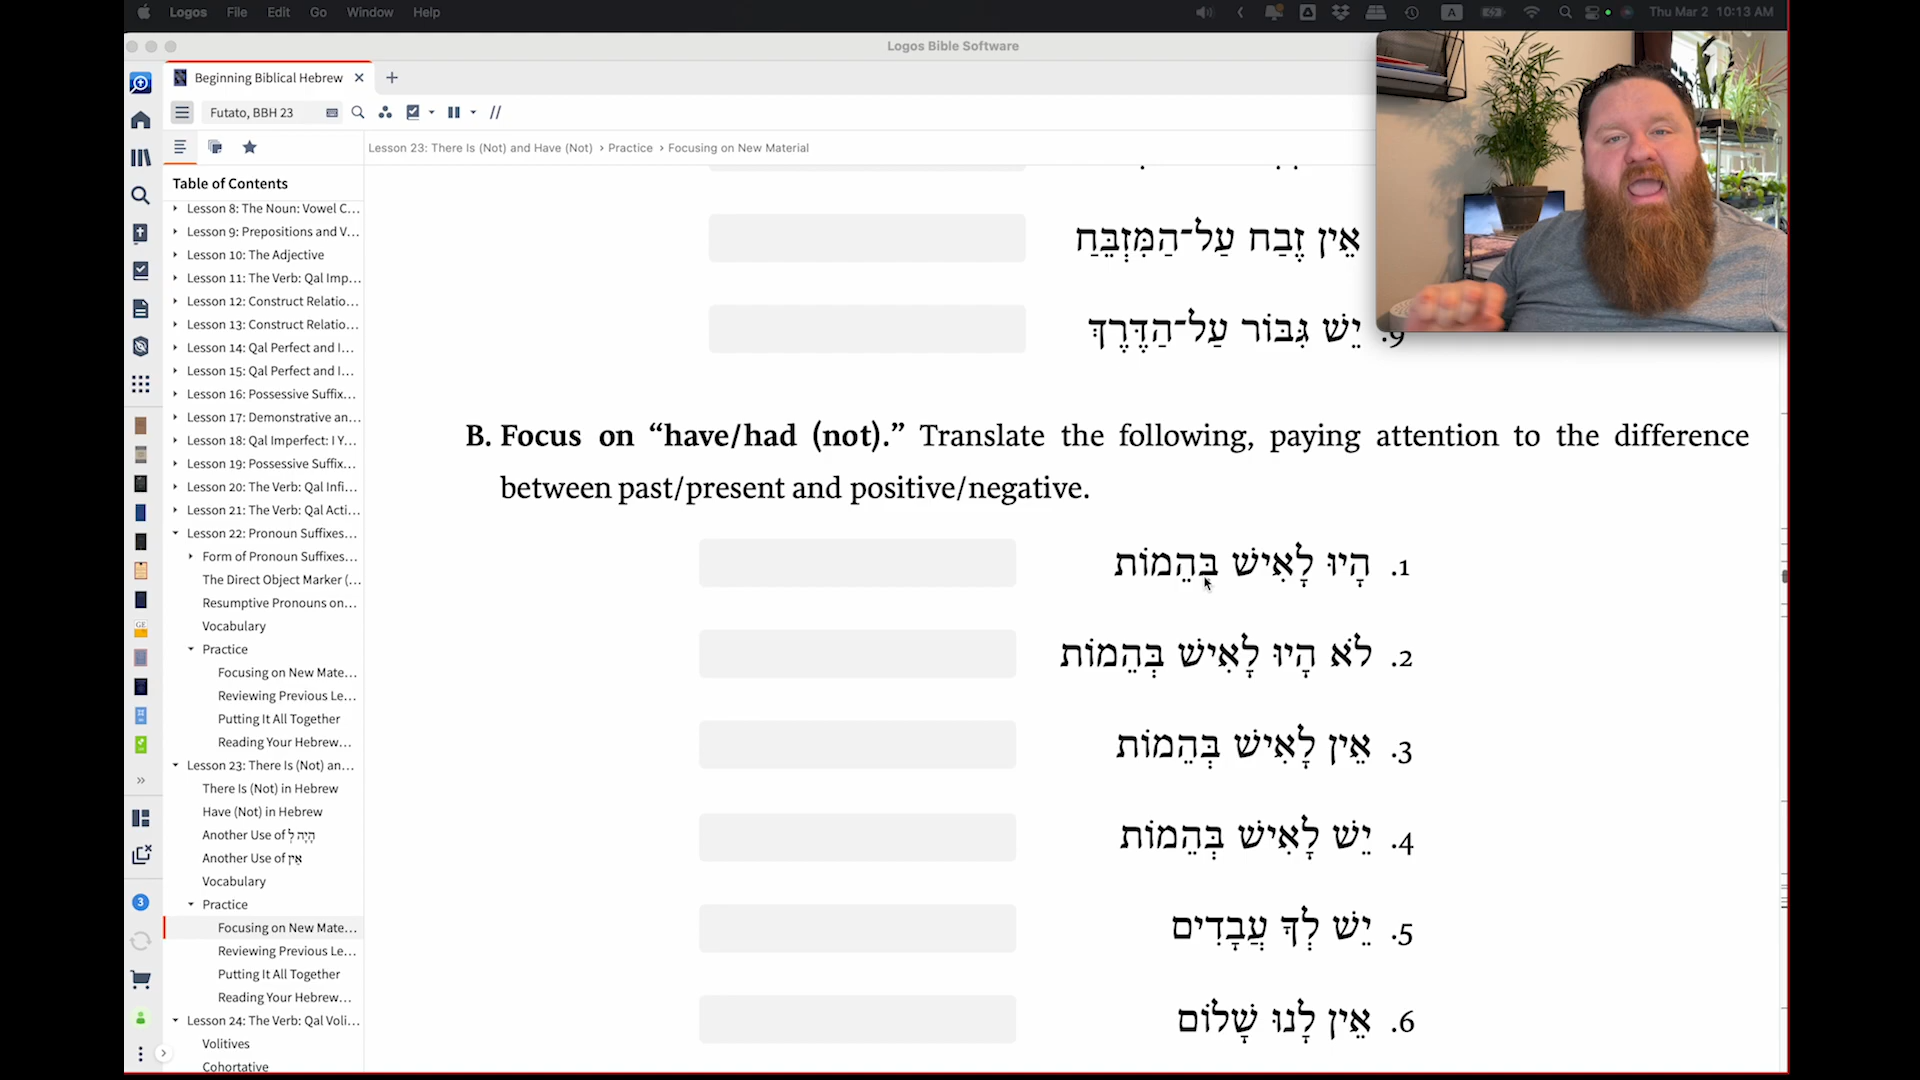 Logos File Edit Go Window Help
Thu Mar 2 10:13 AM
Logos Bible Software
Beginning Biblical Hebrew
Futato, BBH 23
Lesson 23: There Is (Not) and Have (Not) › Practice › Focusing on New Material
Table of Contents
Lesson 8: The Noun: Vowel C...
Lesson 9: Prepositions and V...
Lesson 10: The Adjective
Lesson 11: The Verb: Qal Imp...
Lesson 12: Construct Relatio...
Lesson 13: Construct Relatio...
Lesson 14: Qal Perfect and I...
Lesson 15: Qal Perfect and I...
Lesson 16: Possessive Suffix...
Lesson 17: Demonstrative an...
Lesson 18: Qal Imperfect: I Y...
Lesson 19: Possessive Suffix...
Lesson 20: The Verb: Qal Infi...
Lesson 21: The Verb: Qal Acti...
Lesson 22: Pronoun Suffixes...
Form of Pronoun Suffixes...
The Direct Object Marker (...
Resumptive Pronouns on...
Vocabulary
Practice
Focusing on New Mate...
Reviewing Previous Le...
Putting It All Together
Reading Your Hebrew...
Lesson 23: There Is (Not) an...
There Is (Not) in Hebrew
Have (Not) in Hebrew
Another Use of הָיָה לְ
Another Use of אֵין
Vocabulary
Practice
Focusing on New Mate...
Reviewing Previous Le...
Putting It All Together
Reading Your Hebrew...
Lesson 24: The Verb: Qal Voli...
Volitives
Cohortative
3
אֵין זֶבַח עַל־הַמִּזְבֵּחַ
9. יֵשׁ גִּבּוֹר עַל־הַדֶּרֶךְ
B. Focus on “have/had (not).” Translate the following, paying attention to the difference
between past/present and positive/negative.
1. הָיוּ לָאִישׁ בְּהֵמוֹת
2. לֹא הָיוּ לָאִישׁ בְּהֵמוֹת
3. אֵין לָאִישׁ בְּהֵמוֹת
4. יֵשׁ לָאִישׁ בְּהֵמוֹת
5. יֵשׁ לְךָ עֲבָדִים
6. אֵין לָנוּ שָׁלוֹם